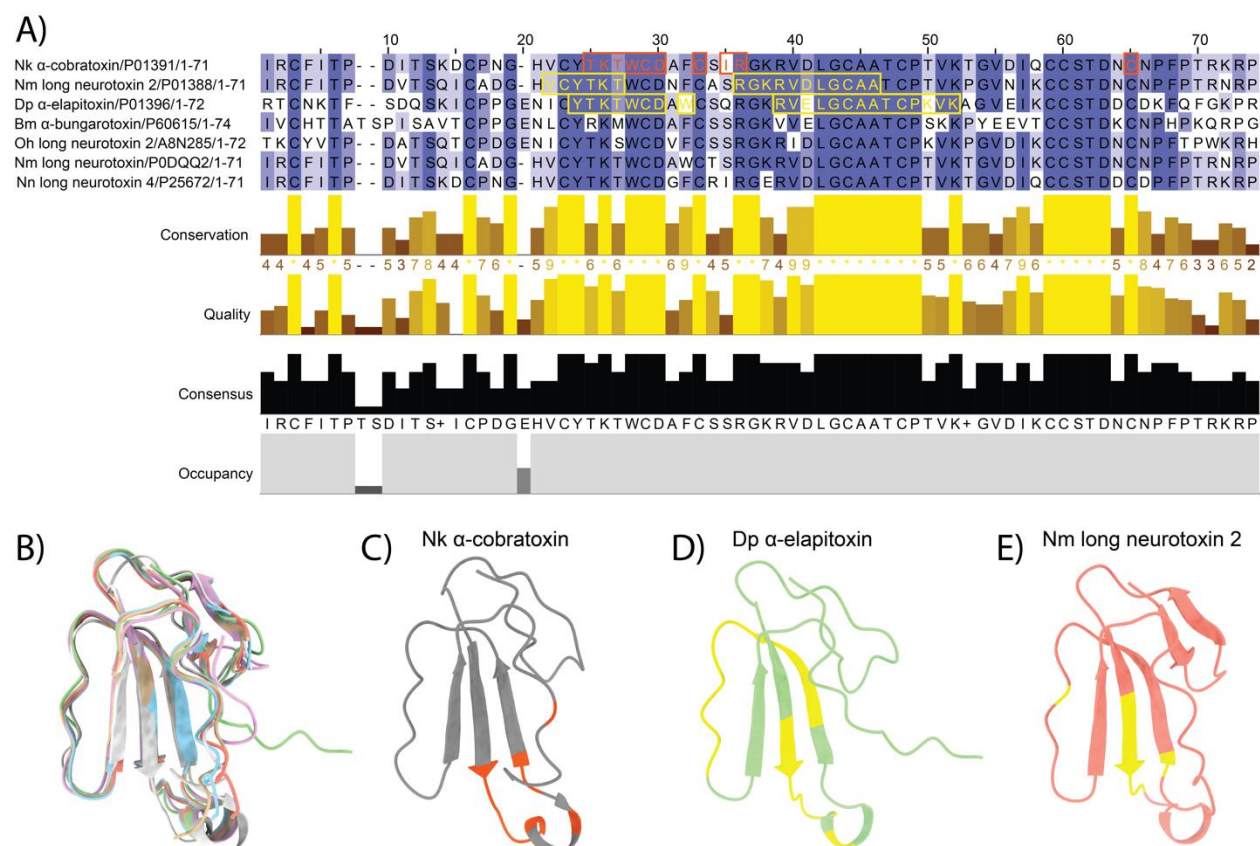 A)
10 20 30 40 50 60 70
Nk α-cobratoxin/P01391/1-71 IRCFITP--DITSKDCPNG-HVCYTKTWCDAFCSIRGKRVDLGCAATCPTVKTGVDIQCCSTDNCNPFPTRKRP
Nm long neurotoxin 2/P01388/1-71 IRCFITP--DVTSQICADG-HVCYTKTWCDNFCASRGKRVDLGCAATCPTVKPGVNIKCCSTDNCNPFPTRNRP
Dp α-elapitoxin/P01396/1-72 RTCNKTF--SDQSKICPPGENICYTKTWCDAWCSQRGKRVELGCAATCPKVKAGVEIKCCSTDDCDKFQFGKPR
Bm α-bungarotoxin/P60615/1-74 IVCHTTATSPISAVTCPPGENLCYRKMWCDAFCSSRGKVVELGCAATCPSKKPYEEVTCCSTDKCNPHPKQRPG
Oh long neurotoxin 2/A8N285/1-72 TKCYVTP--DATSQTCPDGENICYTKSWCDVFCSSRGKRIDLGCAATCPKVKPGVDIKCCSTDNCNPFTPWKRH
Nm long neurotoxin/P0DQQ2/1-71 IRCFITP--DVTSQICADG-HVCYTKTWCDAWCTSRGKRVDLGCAATCPTVKPGVDIKCCSTDNCNPFPTRNRP
Nn long neurotoxin 4/P25672/1-71 IRCFITP--DITSKDCPNG-HVCYTKTWCDGFCRIRGERVDLGCAATCPTVKTGVDIQCCSTDDCDPFPTRKRP
Conservation
44*45*5--537844*76*-59**6*6***69*45**7499********55*664796*****5*847633652
Quality
Consensus
IRCFITPTSDITS+ICPDGEHVCYTKTWCDAFCSSRGKRVDLGCAATCPTVK+GVDIKCCSTDNCNPFPTRKRP
Occupancy
B)
C) Nk α-cobratoxin
D) Dp α-elapitoxin
E) Nm long neurotoxin 2